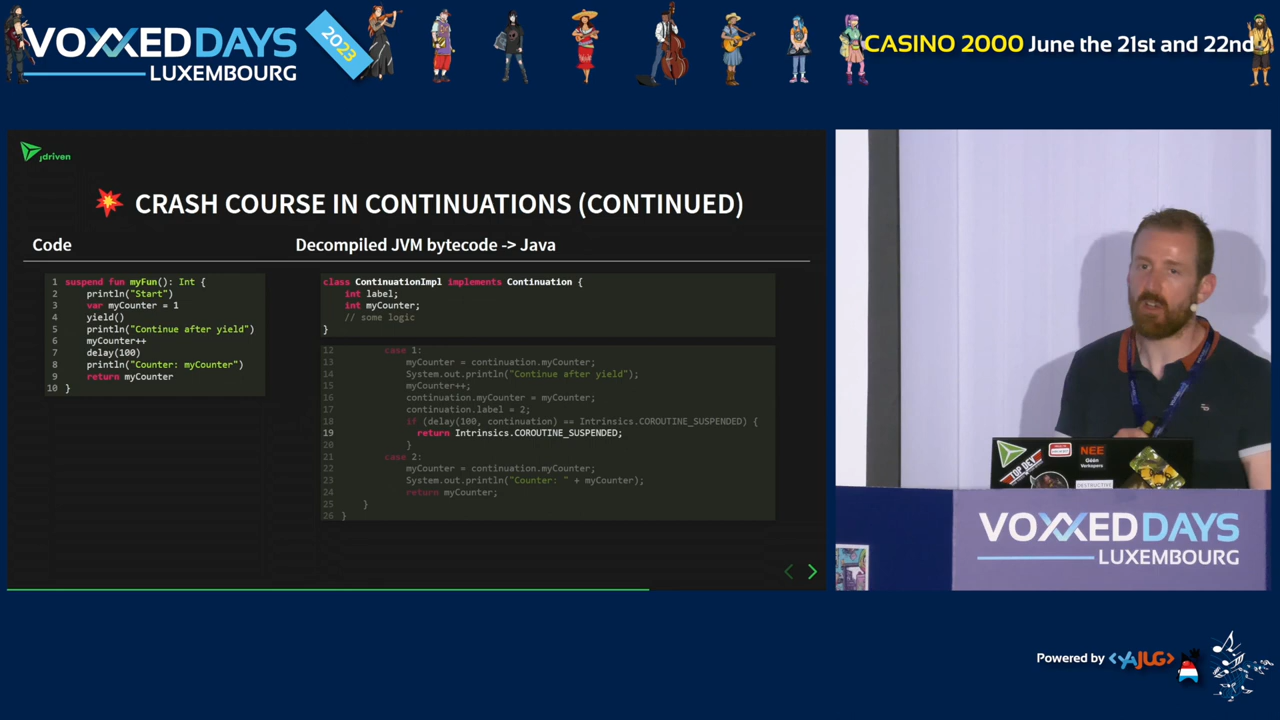 VOXXED DAYS
LUXEMBOURG
2023
CASINO 2000 June the 21st and 22nd
jdriven
CRASH COURSE IN CONTINUATIONS (CONTINUED)
Code
Decompiled JVM bytecode -> Java
1 suspend fun myFun(): Int {
2 println("Start")
3 var myCounter = 1
4 yield()
5 println("Continue after yield")
6 myCounter++
7 delay(100)
8 println("Counter: myCounter")
9 return myCounter
10 }
class ContinuationImpl implements Continuation {
int label;
int myCounter;
// some logic
}
12 case 1:
13 myCounter = continuation.myCounter;
14 System.out.println("Continue after yield");
15 myCounter++;
16 continuation.myCounter = myCounter;
17 continuation.label = 2;
18 if (delay(100, continuation) == Intrinsics.COROUTINE_SUSPENDED) {
19 return Intrinsics.COROUTINE_SUSPENDED;
20 }
21 case 2:
22 myCounter = continuation.myCounter;
23 System.out.println("Counter: " + myCounter);
24 return myCounter;
25 }
26 }
TOP DEV
NEE
Géén
Verkopers
DESTRUCTIVE
VOXXED DAYS
LUXEMBOURG
Powered by <YAJUG>